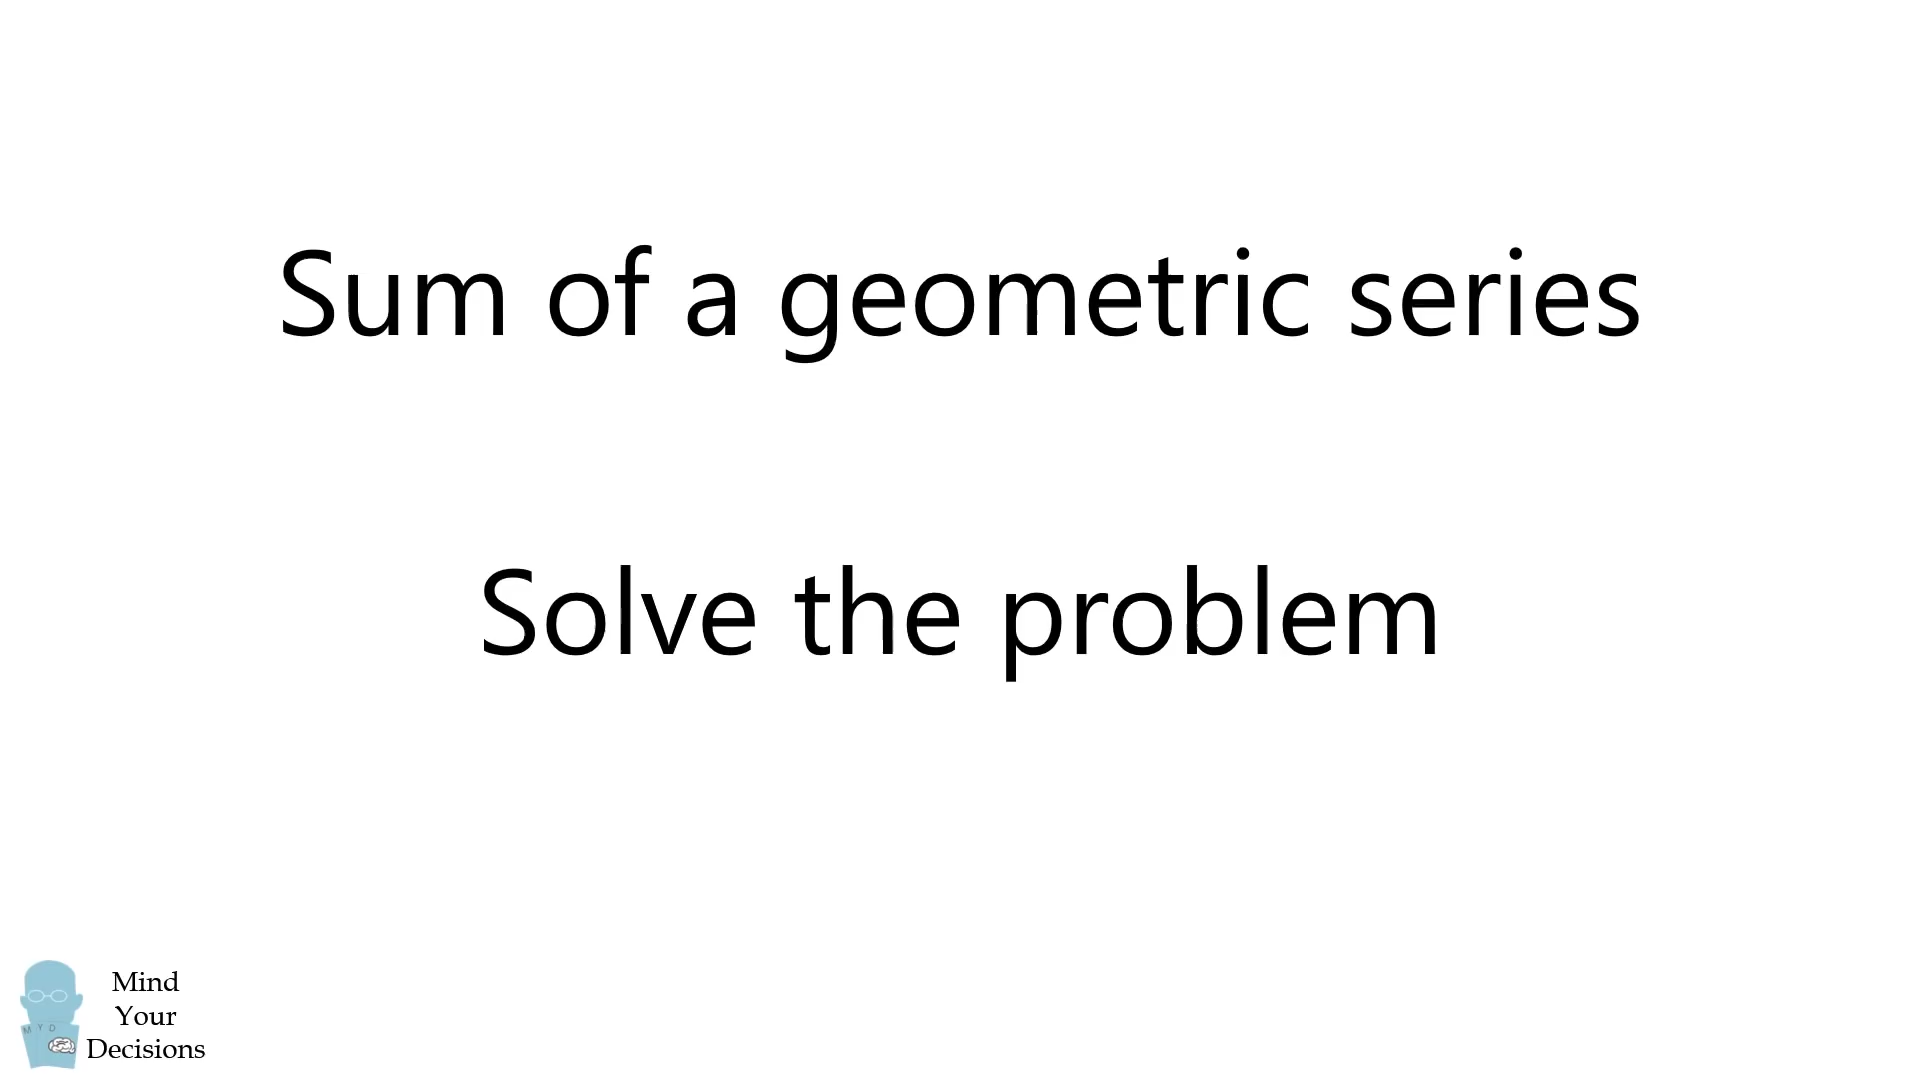 Sum of a geometric series
Solve the problem
M Y D
Mind
Your
Decisions